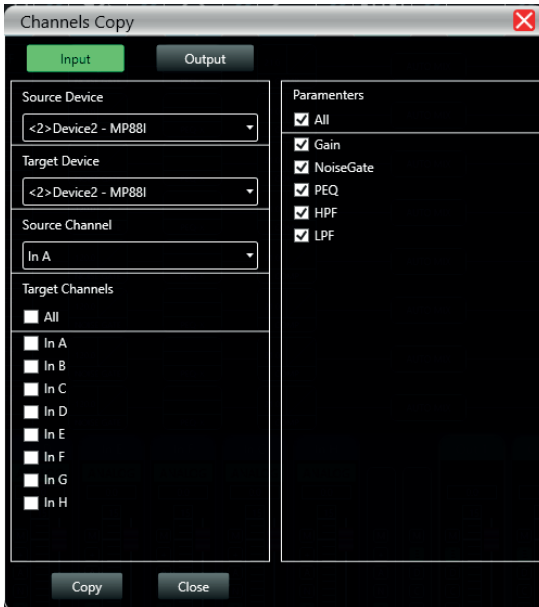 Channels Copy
Input
Output
Source Device
<2>Device2 - MP88I
Target Device
<2>Device2 - MP88I
Source Channel
In A
Target Channels
All
In A
In B
In C
In D
In E
In F
In G
In H
Paramenters
All
Gain
NoiseGate
PEQ
HPF
LPF
Copy
Close